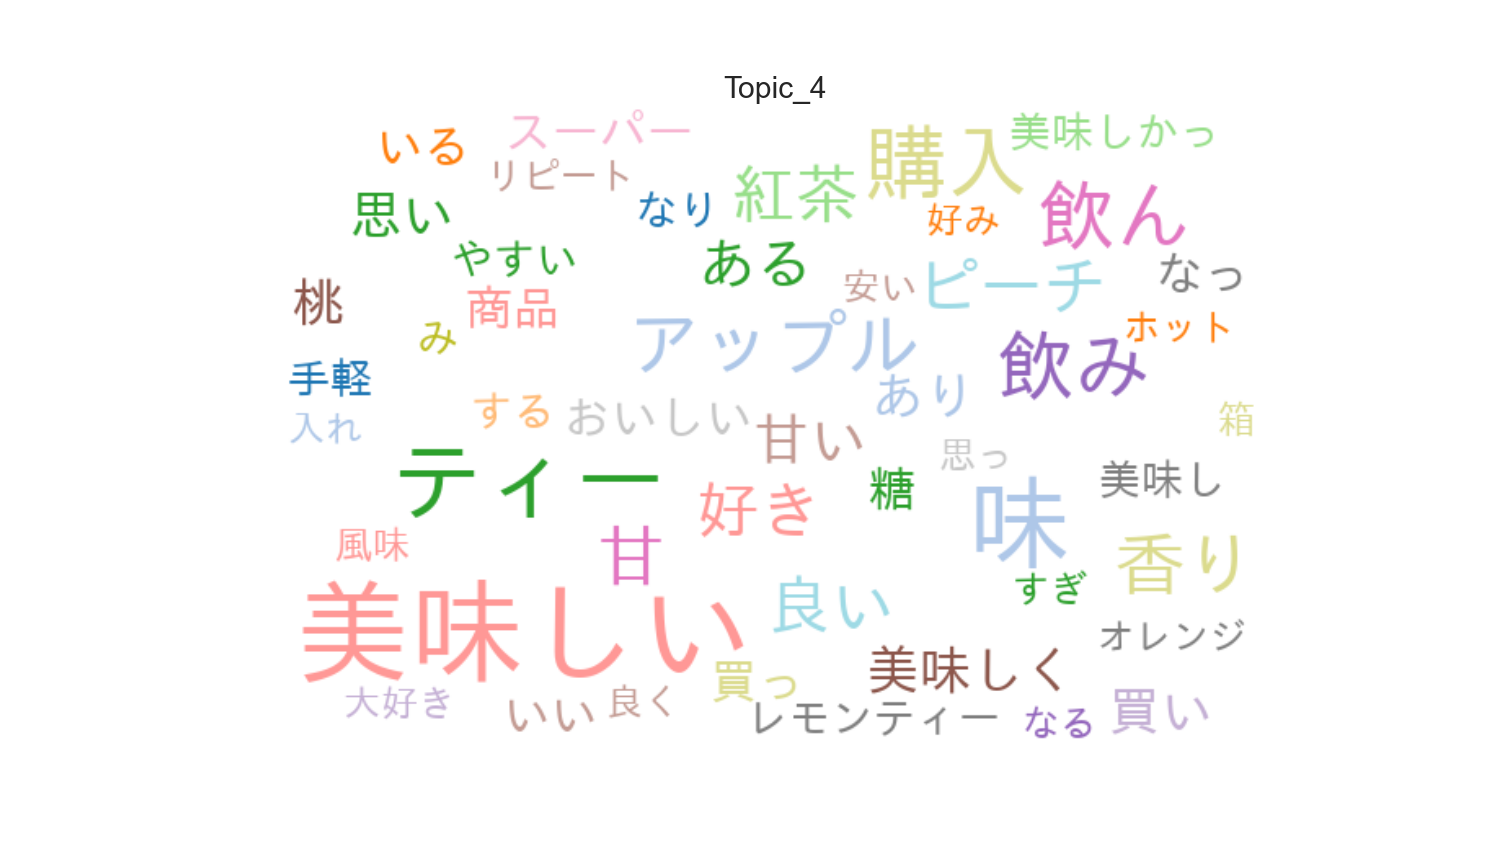 Topic_4
スーパー
美味しかっ
いる
購入
リピート
紅茶
思い
なり
好み
飲ん
やすい
ある
安い
ピーチ
なっ
桃
商品
み
アップル
ホット
手軽
飲み
入れ
する
おいしい
あり
箱
甘い
思っ
ティー
好き
糖
美味し
味
風味
甘
香り
美味しい
良い
すぎ
オレンジ
大好き
いい
良く
買っ
美味しく
レモンティー
なる
買い